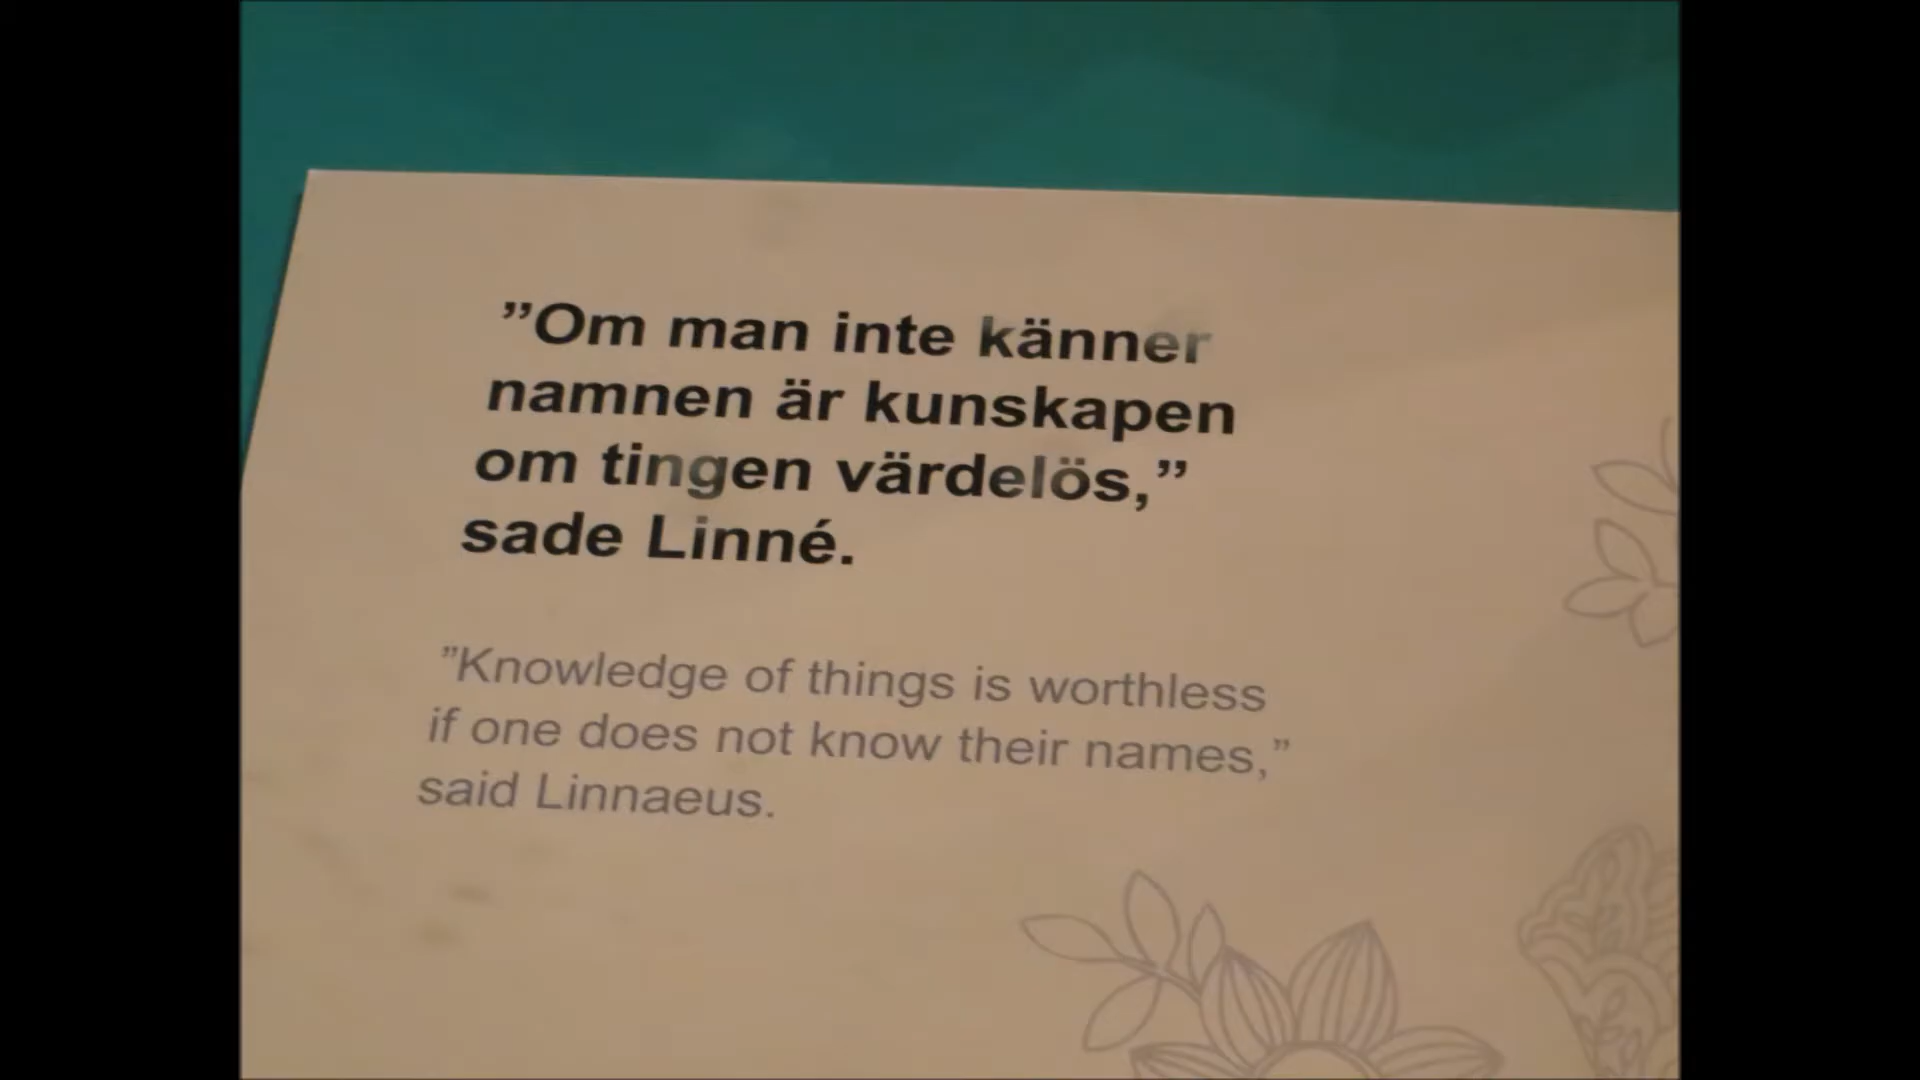 ”Om man inte känner
namnen är kunskapen
om tingen värdelös,”
sade Linné.
”Knowledge of things is worthless
if one does not know their names,”
said Linnaeus.